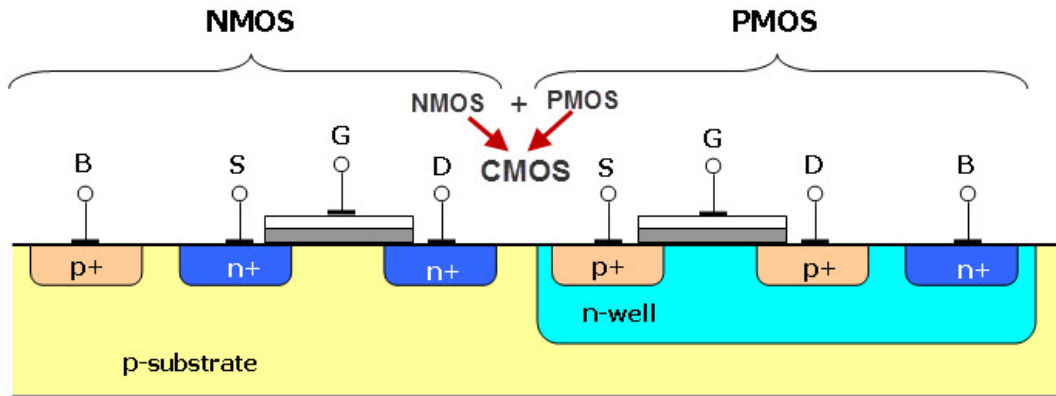 NMOS PMOS
NMOS + PMOS
CMOS
B S G D S G D B
p+ n+ n+ p+ p+ n+
n-well
p-substrate